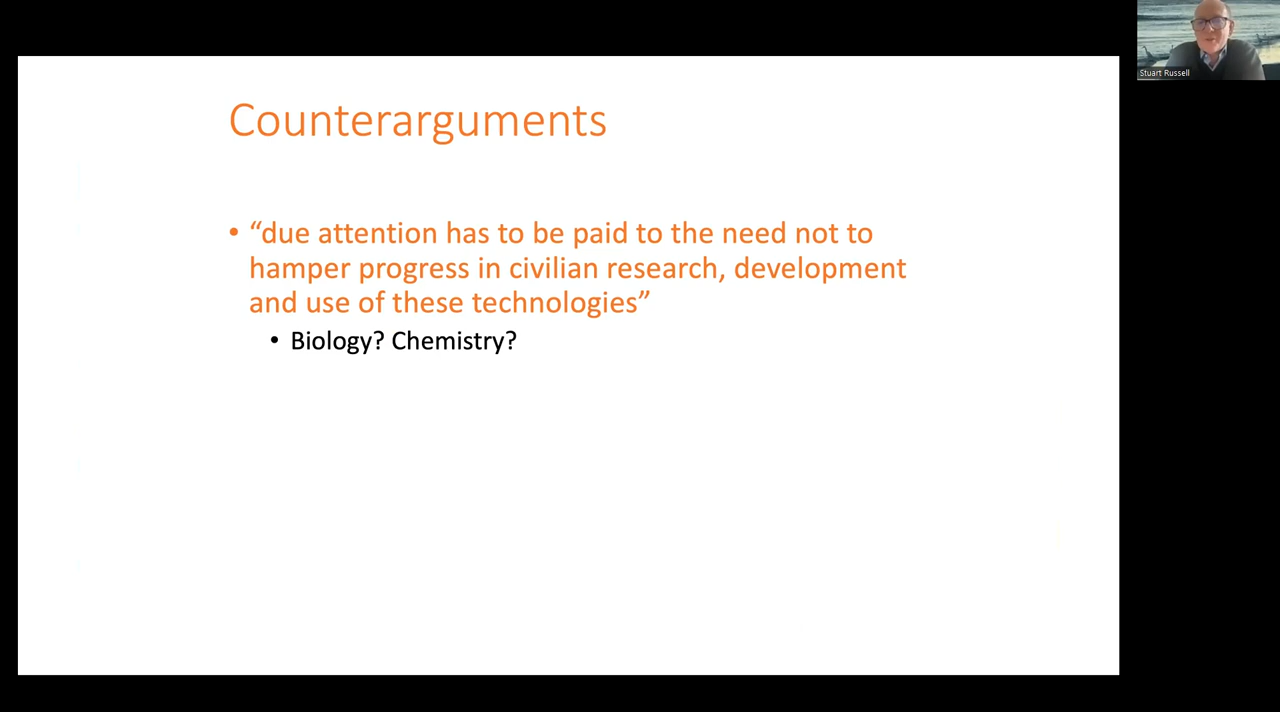 Stuart Russell
Counterarguments
• “due attention has to be paid to the need not to
hamper progress in civilian research, development
and use of these technologies”
• Biology? Chemistry?